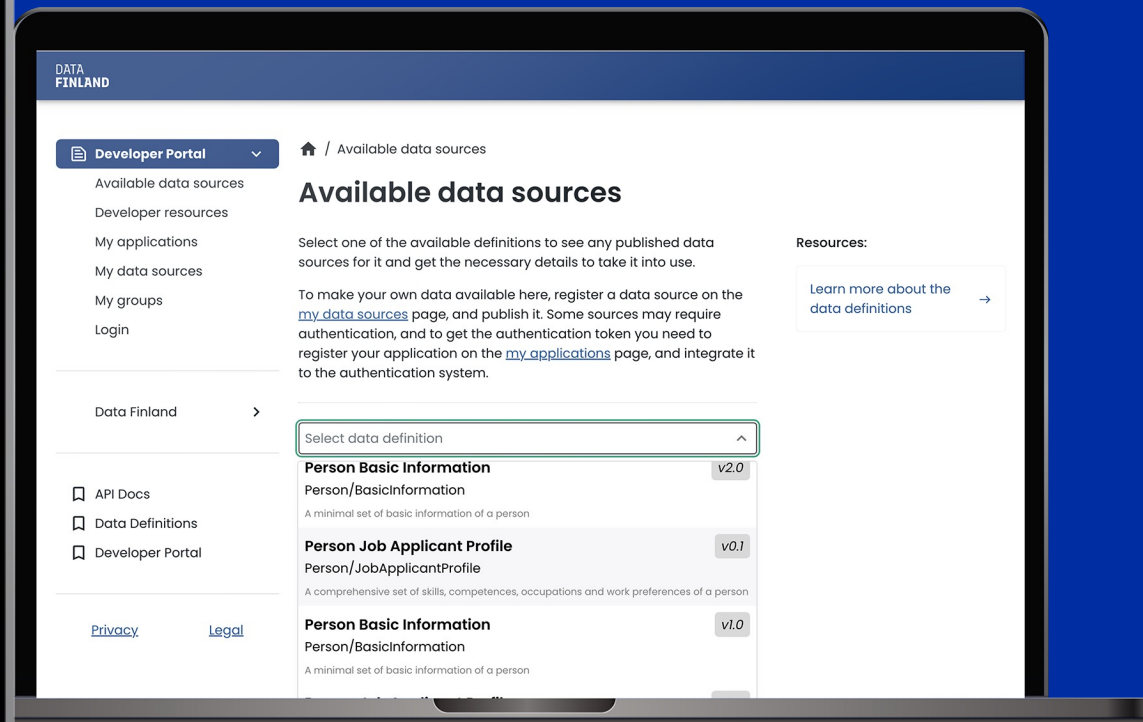 DATA
FINLAND
Developer Portal
Available data sources
Developer resources
My applications
My data sources
My groups
Login
Data Finland
API Docs
Data Definitions
Developer Portal
Privacy
Legal
/ Available data sources
Available data sources
Select one of the available definitions to see any published data
sources for it and get the necessary details to take it into use.
To make your own data available here, register a data source on the
my data sources page, and publish it. Some sources may require
authentication, and to get the authentication token you need to
register your application on the my applications page, and integrate it
to the authentication system.
Select data definition
Person Basic Information v2.0
Person/BasicInformation
A minimal set of basic information of a person
Person Job Applicant Profile v0.1
Person/JobApplicantProfile
A comprehensive set of skills, competences, occupations and work preferences of a person
Person Basic Information v1.0
Person/BasicInformation
A minimal set of basic information of a person
Resources:
Learn more about the
data definitions